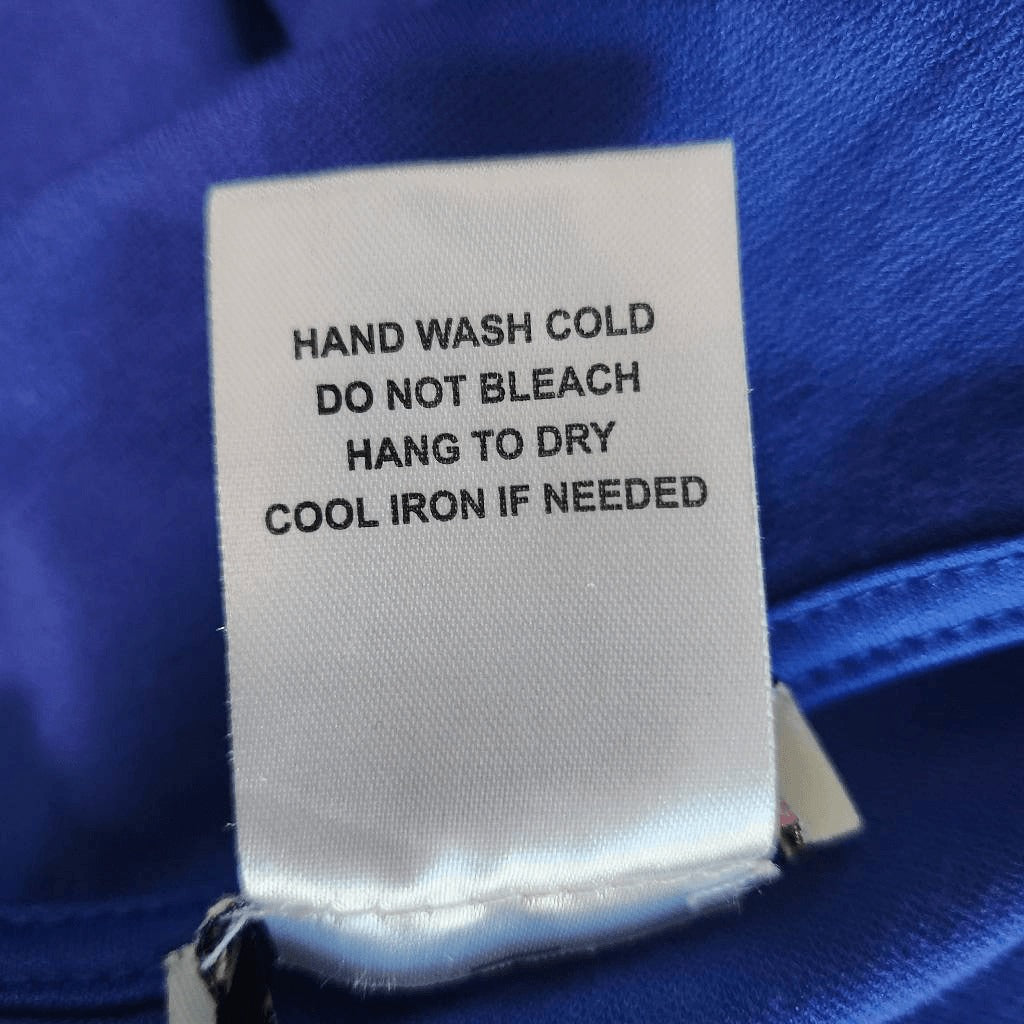 HAND WASH COLD
DO NOT BLEACH
HANG TO DRY
COOL IRON IF NEEDED